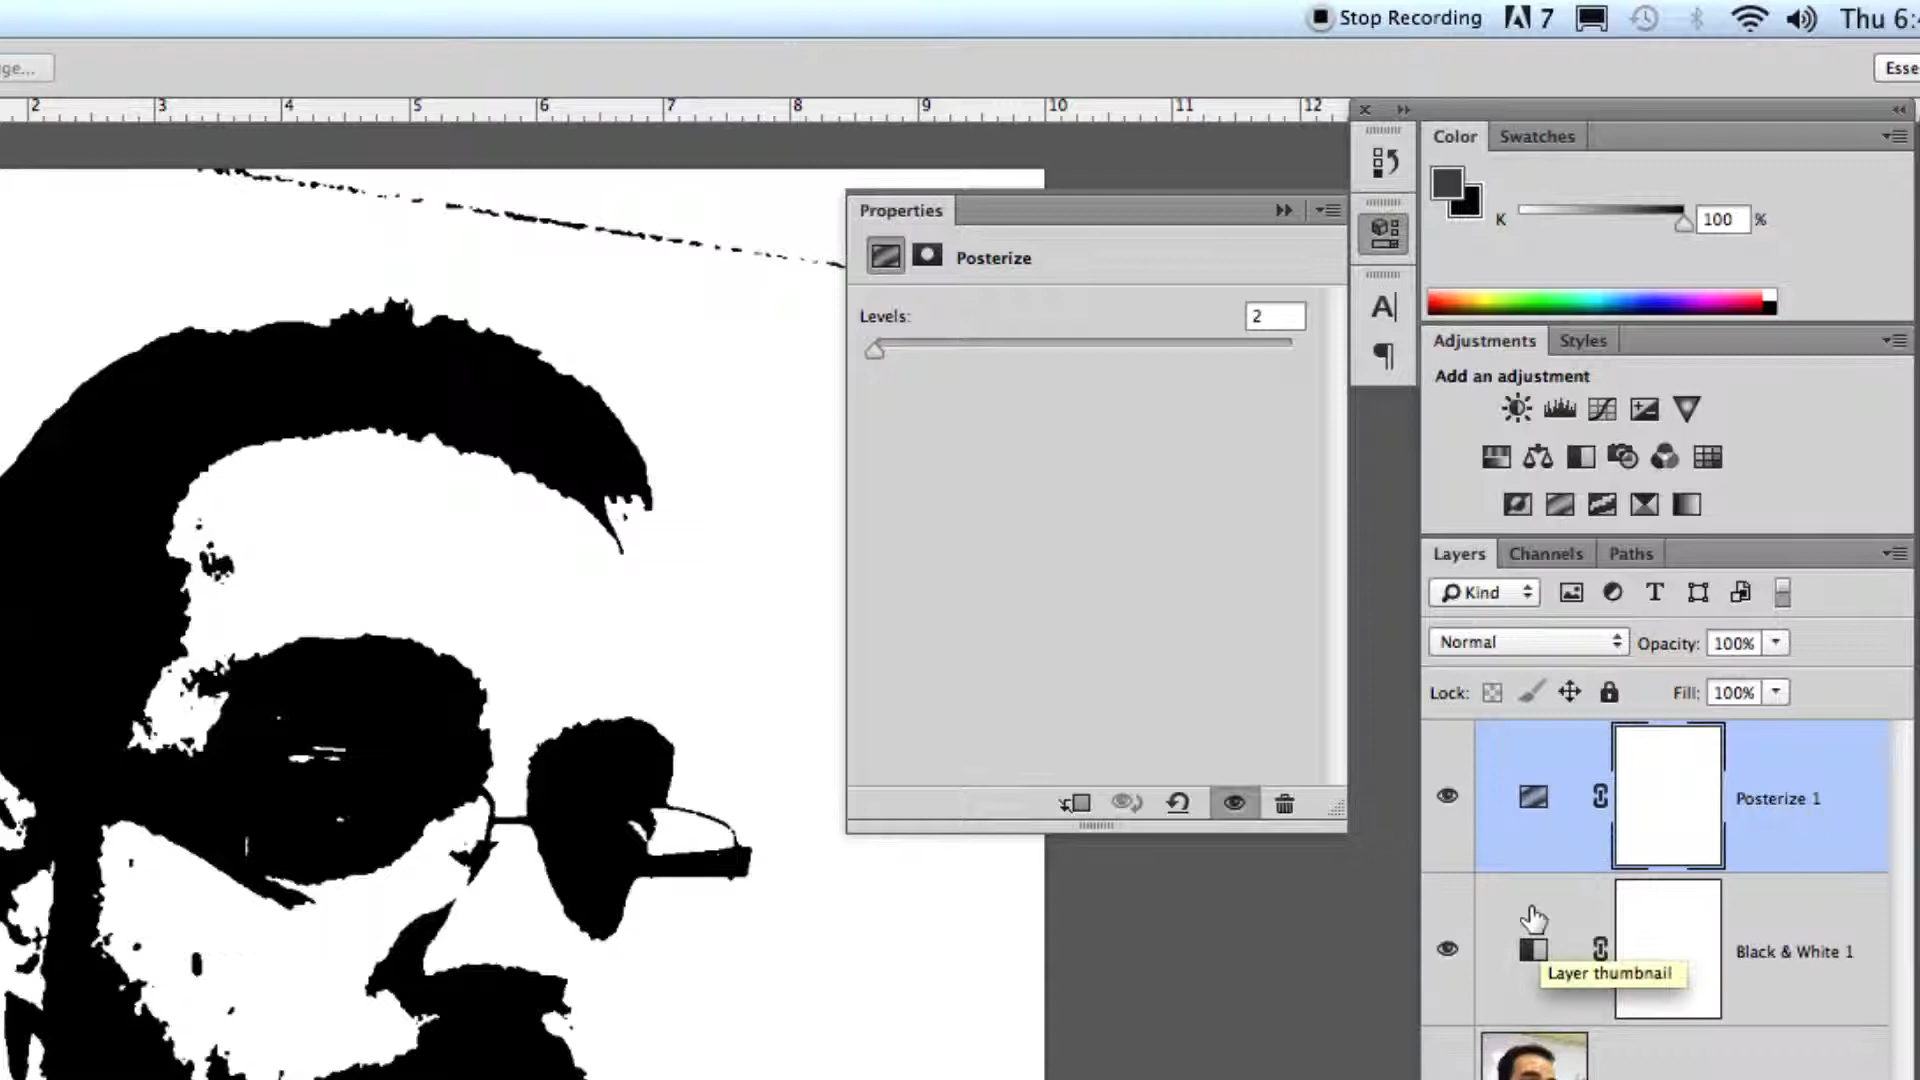 Stop Recording 7 Thu 6:
ge...
Esse
2 3 4 5 6 7 8 9 10 11 12
Color Swatches
K 100 %
Properties
Posterize
Levels: 2
A
¶
Adjustments Styles
Add an adjustment
Layers Channels Paths
Kind T
Normal Opacity: 100%
Lock: Fill: 100%
Posterize 1
Black & White 1
Layer thumbnail